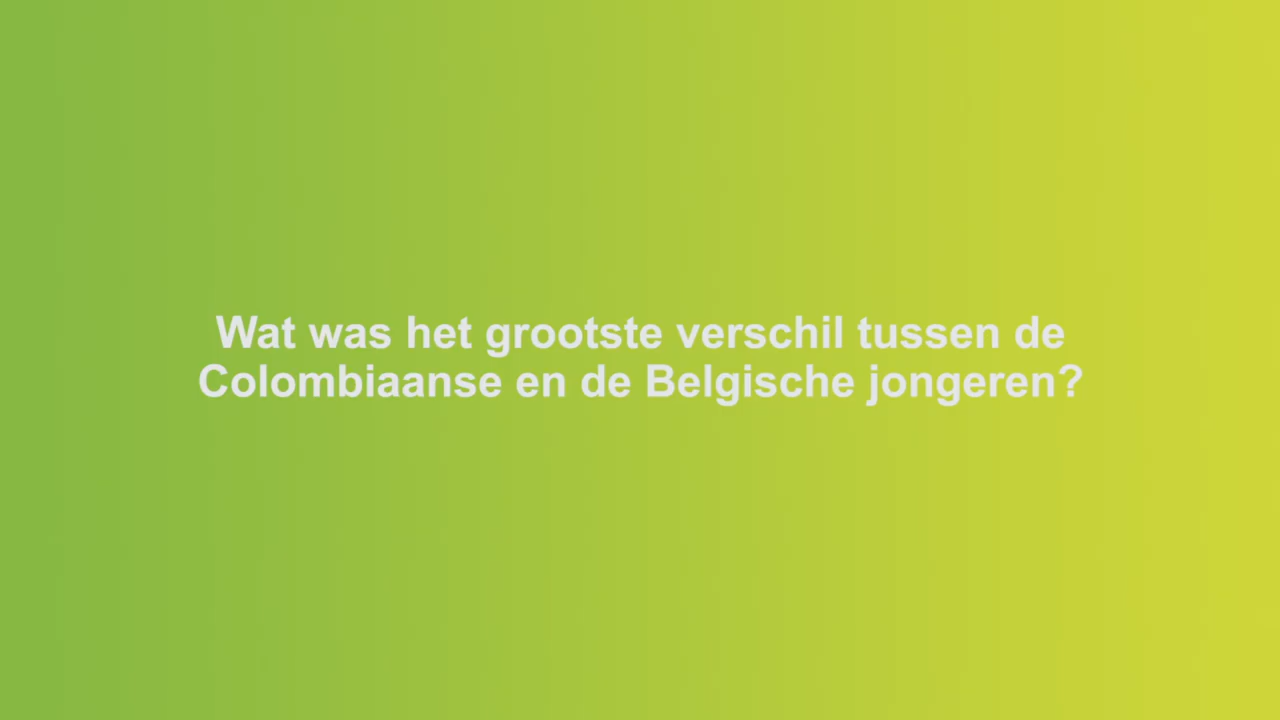 Wat was het grootste verschil tussen de
Colombiaanse en de Belgische jongeren?